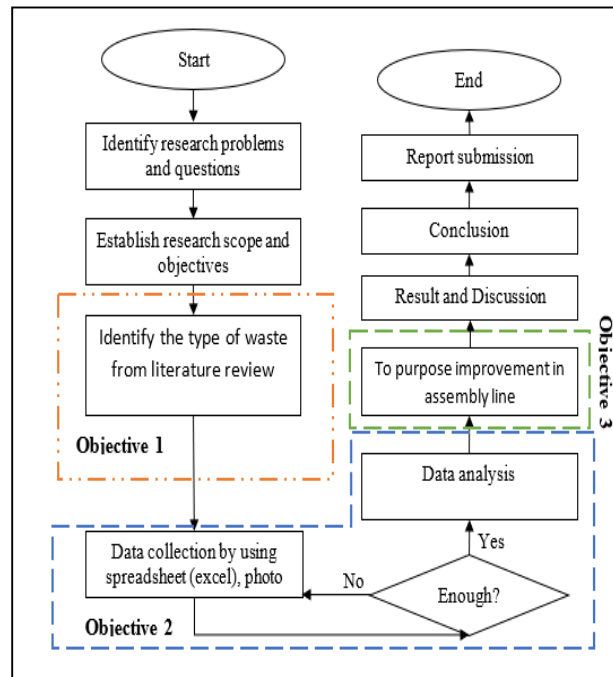 Start
Identify research problems
and questions
Establish research scope and
objectives
Identify the type of waste
from literature review
Objective 1
Data collection by using
spreadsheet (excel), photo
Objective 2
No
Enough?
Yes
Data analysis
To purpose improvement in
assembly line
Objective 3
Result and Discussion
Conclusion
Report submission
End